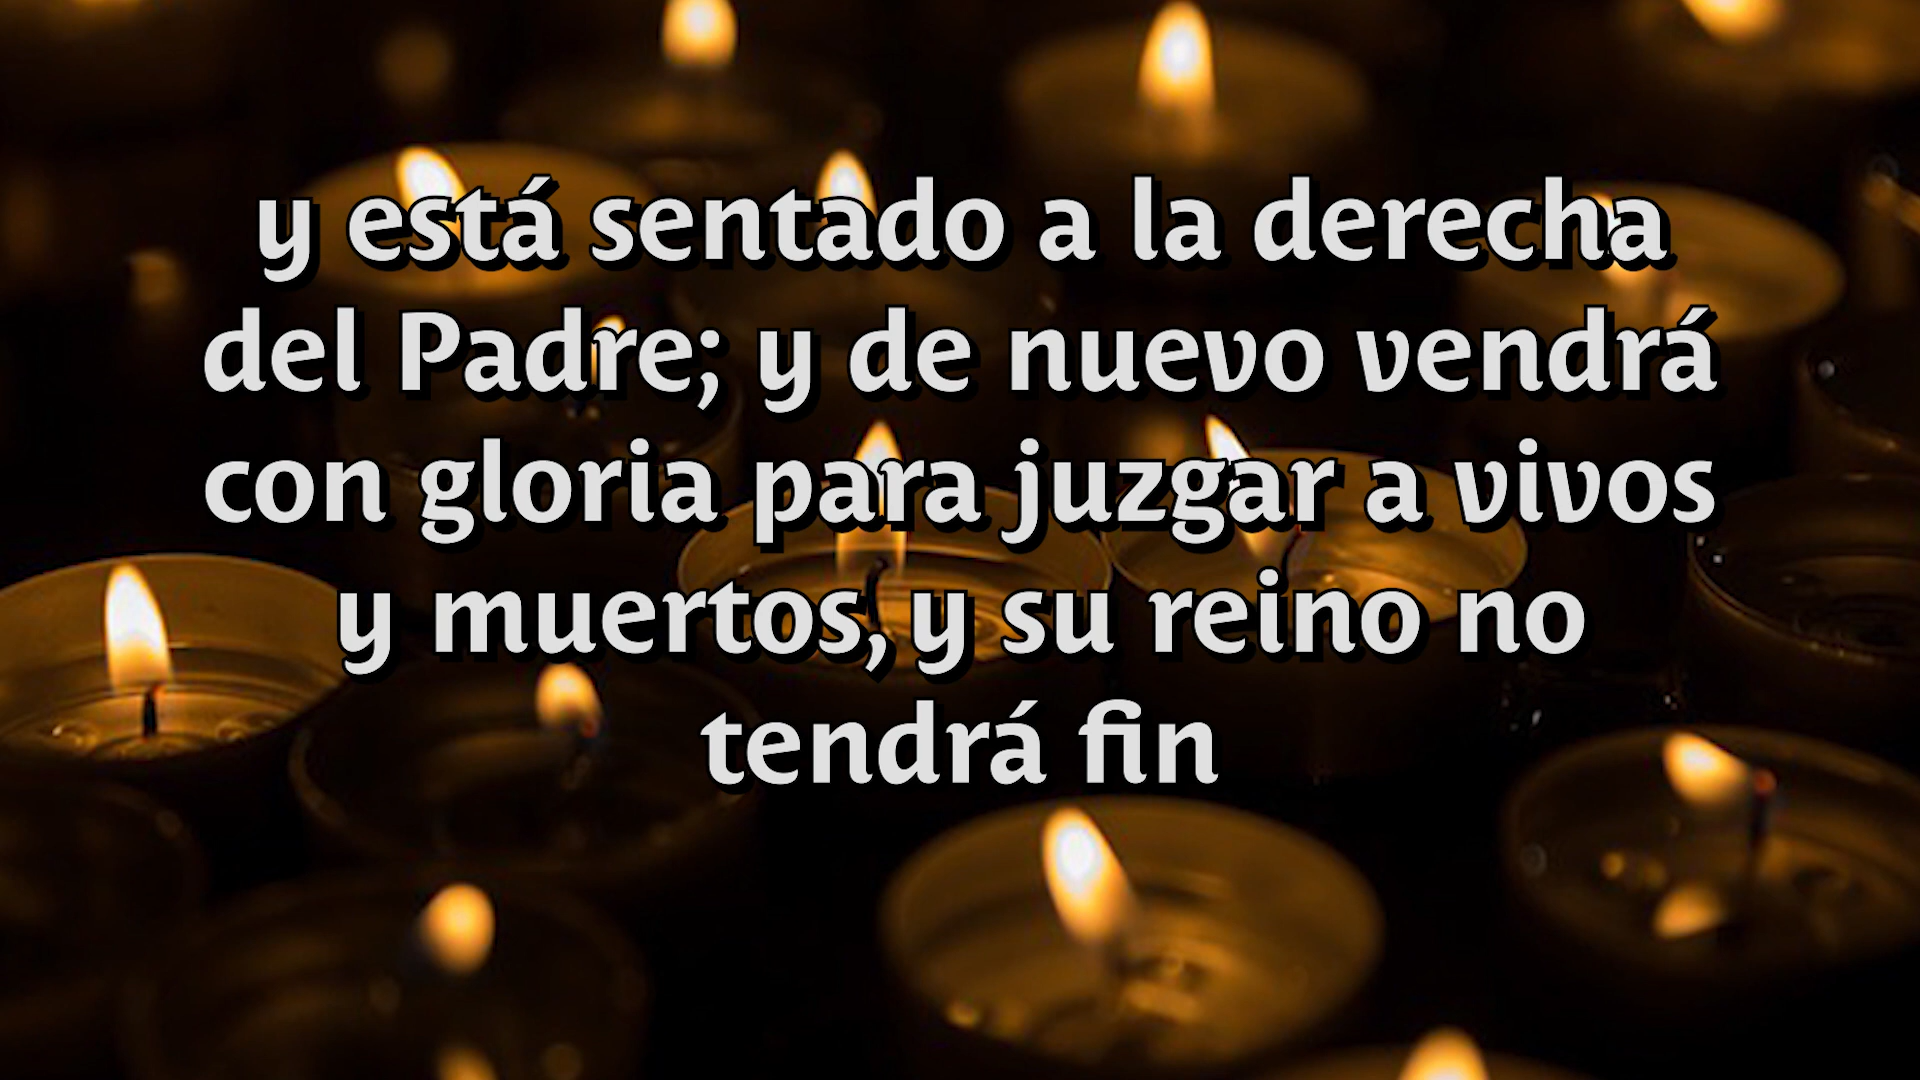 y está sentado a la derecha
del Padre; y de nuevo vendrá
con gloria para juzgar a vivos
y muertos, y su reino no
tendrá fin